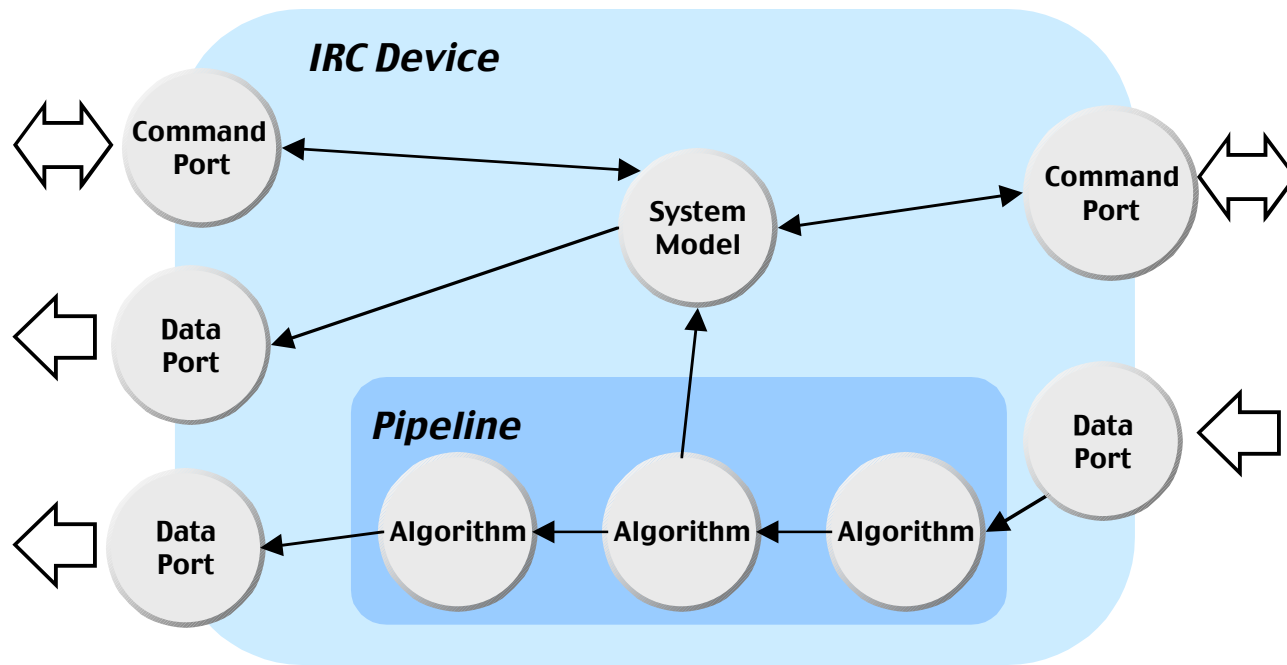 IRC Device
Command
Port
Command
Port
System
Model
Data
Port
Data
Port
Pipeline
Data
Port
Algorithm
Algorithm
Algorithm